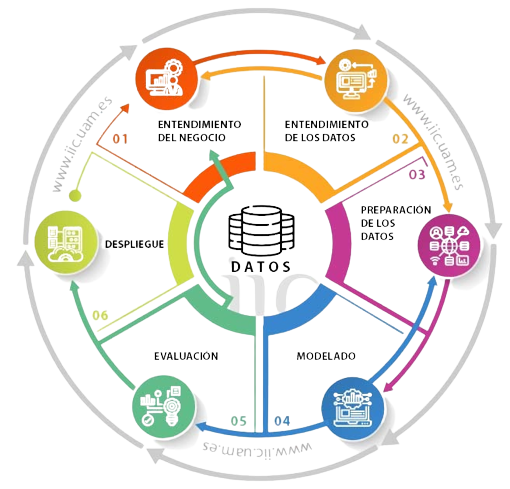 www.iic.uam.es
www.iic.uam.es
01
ENTENDIMIENTO
DEL NEGOCIO
ENTENDIMIENTO
DE LOS DATOS
02
03
PREPARACIÓN
DE LOS
DATOS
DATOS
iic
DESPLIEGUE
06
EVALUACIÓN
MODELADO
05
04
www.iic.uam.es